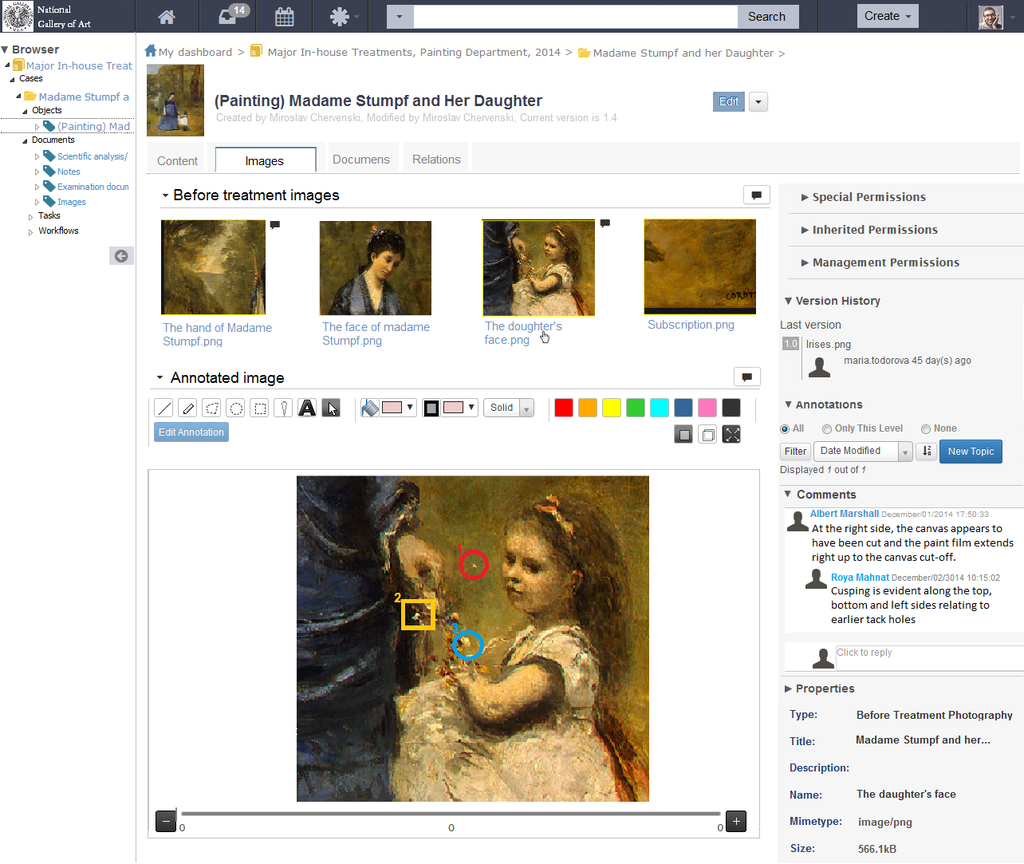 National
Gallery of Art
14
Search
Create
Browser
Major In-house Treat
Cases
Madame Stumpf a
Objects
(Painting) Mad
Documents
Scientific analysis/
Notes
Examination docun
Images
Tasks
Workflows
My dashboard > Major In-house Treatments, Painting Department, 2014 > Madame Stumpf and her Daughter >
(Painting) Madame Stumpf and Her Daughter
Created by Miroslav Chervenski, Modified by Miroslav Chervenski, Current version is 1.4
Edit
Content
Images
Documens
Relations
Before treatment images
COROT
The hand of Madame
Stumpf.png
The face of madame
Stumpf.png
The doughter's
face.png
Subscription.png
Annotated image
A
Solid
Edit Annotation
1
2
3
0
0
0
Special Permissions
Inherited Permissions
Management Permissions
Version History
Last version
1.0 Irises.png
maria.todorova 45 day(s) ago
Annotations
All Only This Level None
Filter Date Modified New Topic
Displayed 1 out of 1
Comments
Albert Marshall December/01/2014 17:50:33
At the right side, the canvas appears to
have been cut and the paint film extends
right up to the canvas cut-off.
Roya Mahnat December/02/3014 10:15:02
Cusping is evident along the top,
bottom and left sides relating to
earlier tack holes
Click to reply
Properties
Type: Before Treatment Photography
Title: Madame Stumpf and her...
Description:
Name: The daughter's face
Mimetype: image/png
Size: 566.1kB